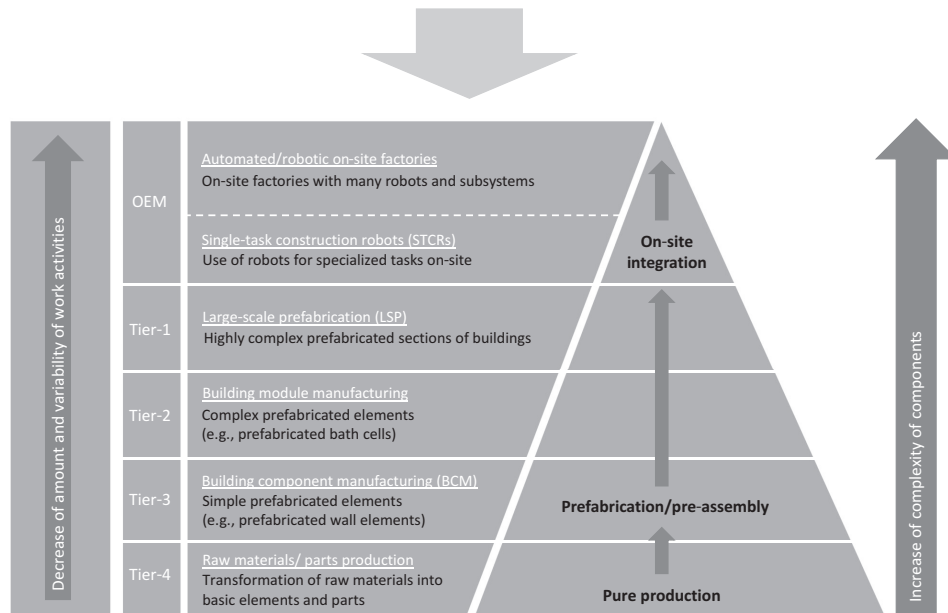 Decrease of amount and variability of work activities
OEM
Automated/robotic on-site factories
On-site factories with many robots and subsystems
Single-task construction robots (STCRs)
Use of robots for specialized tasks on-site
On-site
integration
Tier-1
Large-scale prefabrication (LSP)
Highly complex prefabricated sections of buildings
Tier-2
Building module manufacturing
Complex prefabricated elements
(e.g., prefabricated bath cells)
Tier-3
Building component manufacturing (BCM)
Simple prefabricated elements
(e.g., prefabricated wall elements)
Prefabrication/pre-assembly
Tier-4
Raw materials/ parts production
Transformation of raw materials into
basic elements and parts
Pure production
Increase of complexity of components